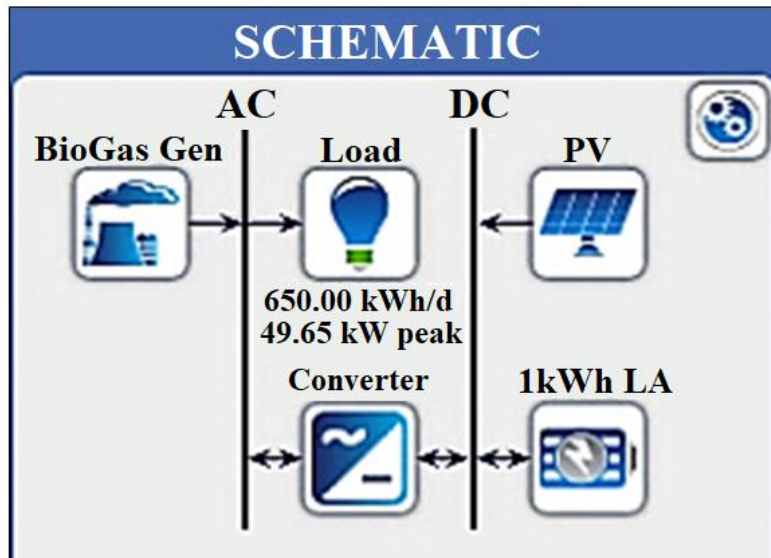 SCHEMATIC
AC DC
BioGas Gen Load PV
650.00 kWh/d
49.65 kW peak
Converter 1kWh LA